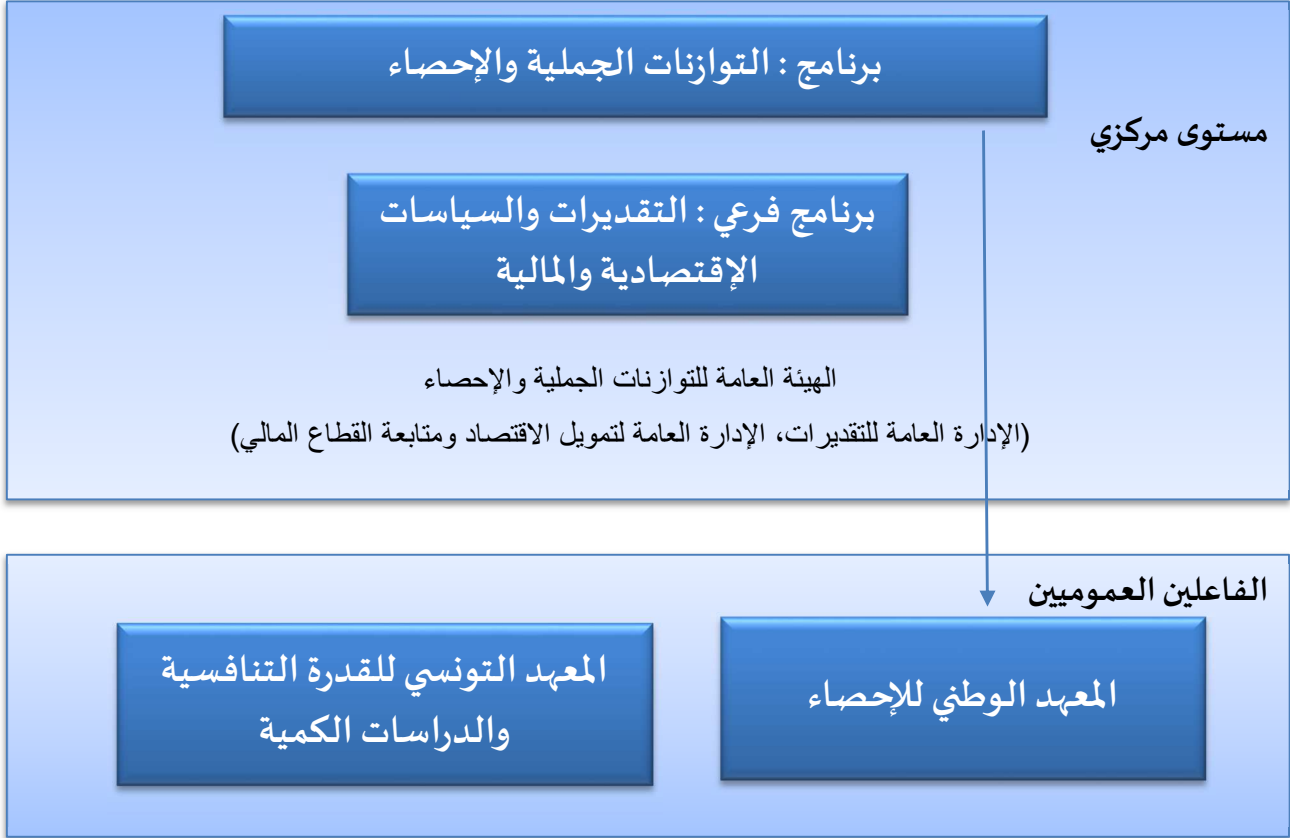 برنامج : التوازنات الجملية والإحصاء
مستوى مركزي
برنامج فرعي : التقديرات والسياسات
الإقتصادية والمالية
الهيئة العامة للتوازنات الجملية والإحصاء
(الإدارة العامة للتقديرات، الإدارة العامة لتمويل الاقتصاد ومتابعة القطاع المالي)
الفاعلين العموميين
المعهد الوطني للإحصاء
المعهد التونسي للقدرة التنافسية
والدراسات الكمية